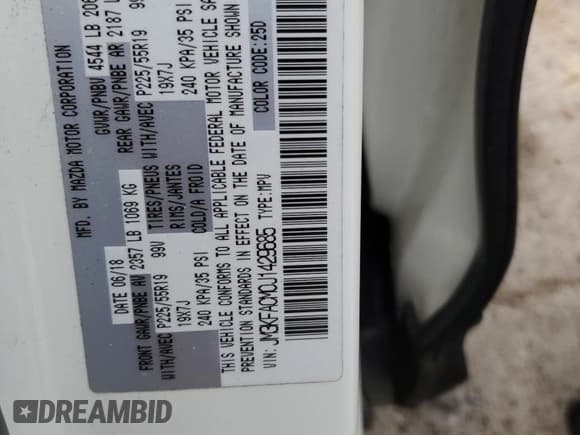 MFD. BY MAZDA MOTOR CORPORATION
DATE 06/18
GVWR/PNBV 4544 LB 206
FRONT GAWR/PNBE AV 2357 LB 1069 KG
REAR GAWR/PNBE AR 2187 L
WITH/AVEC P225/55R19 99V TIRES/PNEUS WITH/AVEC P225/55R19 99
19X7J RIMS/JANTES 19X7J
240 KPA/35 PSI COLD/A FROID 240 KPA/35 PSI
THIS VEHICLE CONFORMS TO ALL APPLICABLE FEDERAL MOTOR VEHICLE SA
PREVENTION STANDARDS IN EFFECT ON THE DATE OF MANUFACTURE SHOWN
VIN: JM3KFACM0J1429685 TYPE: MPV
COLOR CODE: 25D
DREAMBID